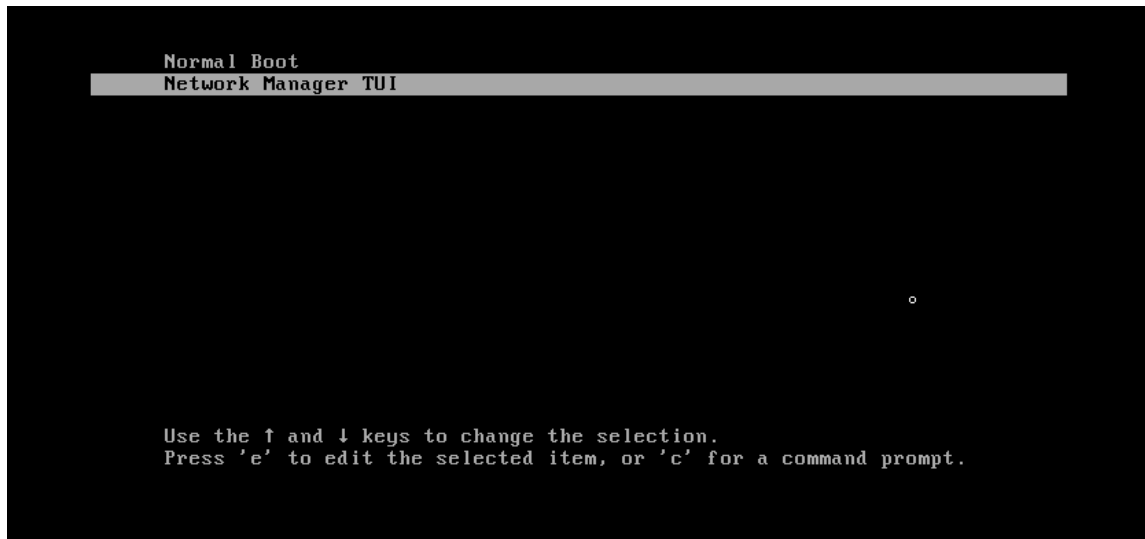 Normal Boot
Network Manager TUI
Use the ↑ and ↓ keys to change the selection.
Press 'e' to edit the selected item, or 'c' for a command prompt.